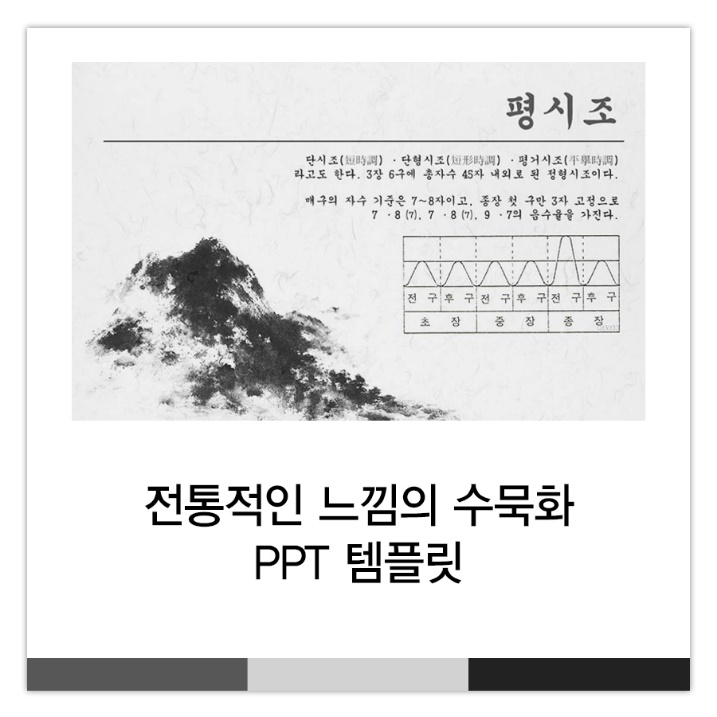 평시조
단시조(短時調) · 단형시조(短形時調) · 평거시조(平擧時調)
라고도 한다. 3장 6구에 총자수 45자 내외로 된 정형시조이다.
매구의 자수 기준은 7~8자이고, 종장 첫 구만 3자 고정으로
7 · 8 (7), 7 · 8 (7), 9 · 7의 음수율을 가진다.
전 구 후 구 전 구 후 구 전 구 후 구
초 장 중 장 종 장
전통적인 느낌의 수묵화
PPT 템플릿